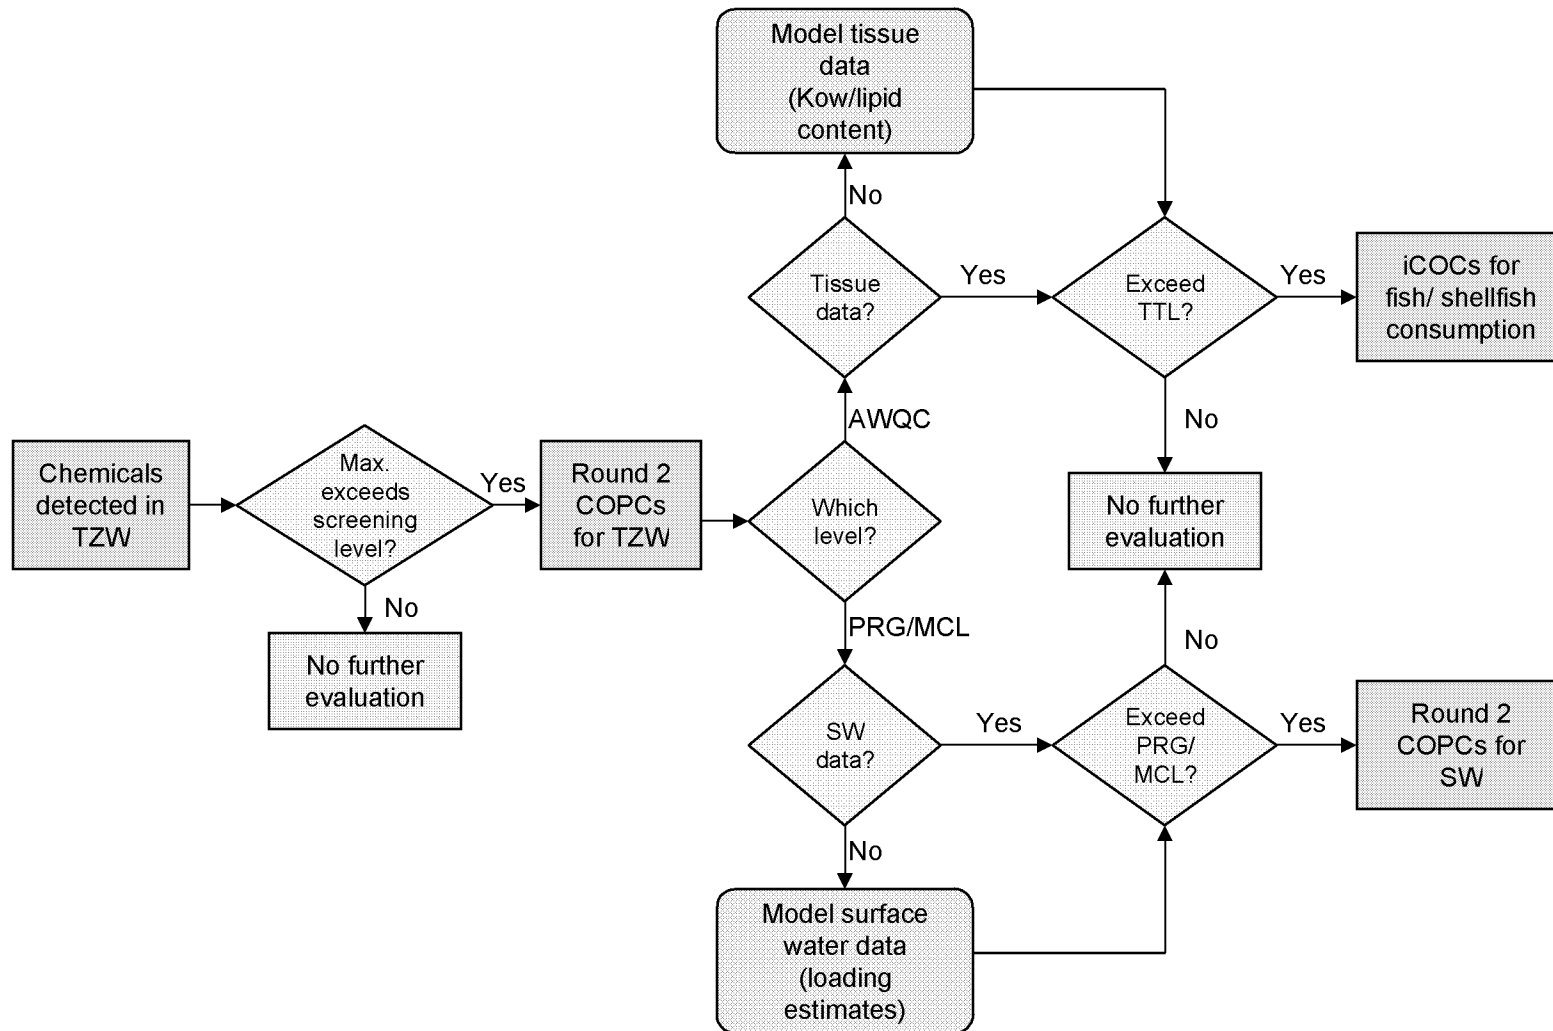 Model tissue
data
(Kow/lipid
content)
No
Tissue
data?
Yes
Exceed
TTL?
Yes
iCOCs for
fish/ shellfish
consumption
No
AWQC
Chemicals
detected in
TZW
Max.
exceeds
screening
level?
Yes
Round 2
COPCs
for TZW
Which
level?
No further
evaluation
No
No further
evaluation
PRG/MCL
No
SW
data?
Yes
Exceed
PRG/
MCL?
Yes
Round 2
COPCs for
SW
No
Model surface
water data
(loading
estimates)